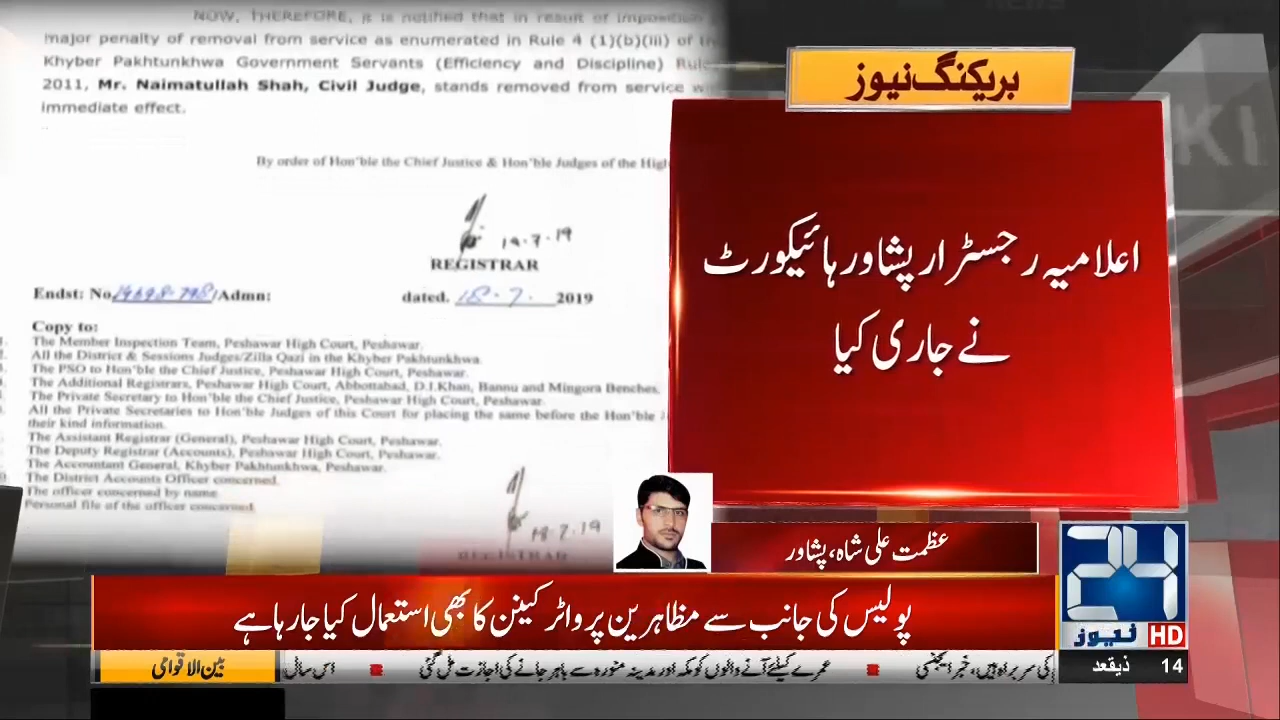 NOW, THEREFORE, it is notified that in result of imposition
major penalty of removal from service as enumerated in Rule 4 (1)(b)(iii) of
Khyber Pakhtunkhwa Government Servants (Efficiency and Discipline)
2011, Mr. Naimatullah Shah, Civil Judge, stands removed from service
immediate effect.
By order of Hon'ble the Chief Justice & Hon'ble Judges of the High
19.7.19
REGISTRAR
Endst: No /Admn: dated. 18.7. 2019
Copy to:
The Member Inspection Team, Peshawar High Court, Peshawar.
All the District & Sessions Judges/Zilla Qazi in the Khyber Pakhtunkhwa.
The PSO to Hon'ble the Chief Justice, Peshawar High Court, Peshawar.
The Additional Registrars, Peshawar High Court, Abbottabad, D.I.Khan, Bannu and Mingora Benches.
The Private Secretary to Hon'ble the Chief Justice, Peshawar High Court, Peshawar.
All the Private Secretaries to Hon'ble Judges of this Court for placing the same before the Hon'ble
their kind information.
The Assistant Registrar (General), Peshawar High Court, Peshawar.
The Deputy Registrar (Accounts), Peshawar High Court, Peshawar.
The Accountant General, Khyber Pakhtunkhwa, Peshawar.
The District Accounts Officer concerned.
The officer concerned by name.
Personal file of the officer concerned.
REGISTRAR
بریکنگ نیوز
اعلامیہ رجسٹرار پشاور ہائیکورٹ
نے جاری کیا
عظمت علی شاہ، پشاور
پولیس کی جانب سے مظاہرین پر واٹر کینن کا بھی استعمال کیا جا رہا ہے
24
نیوز HD
14 ذیقعد
بین الاقوامی
کی سربراہ ہیں، خبر ایجنسی ■ عمرے کیلئے آنے والوں کو مکہ اور مدینہ منورہ سے باہر جانے کی اجازت مل گئی ■ اس سال